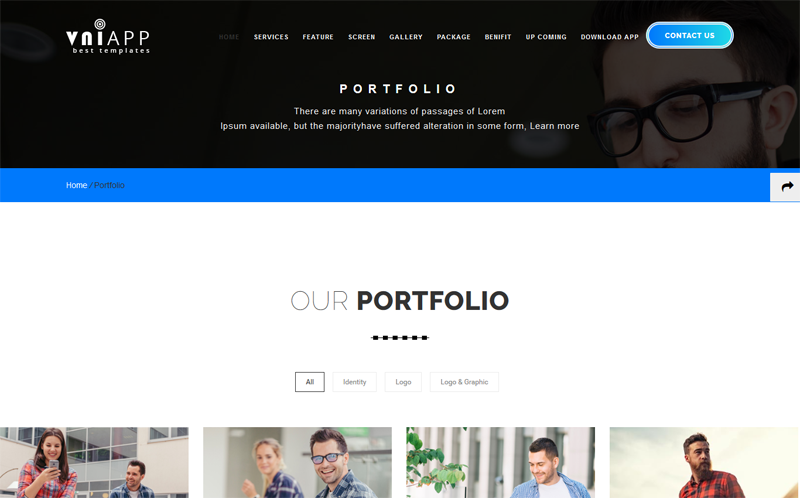 vniAPP
best templates
HOME SERVICES FEATURE SCREEN GALLERY PACKAGE BENIFIT UP COMING DOWNLOAD APP CONTACT US
PORTFOLIO
There are many variations of passages of Lorem
Ipsum available, but the majorityhave suffered alteration in some form, Learn more
Home / Portfolio
OUR PORTFOLIO
All Identity Logo Logo & Graphic